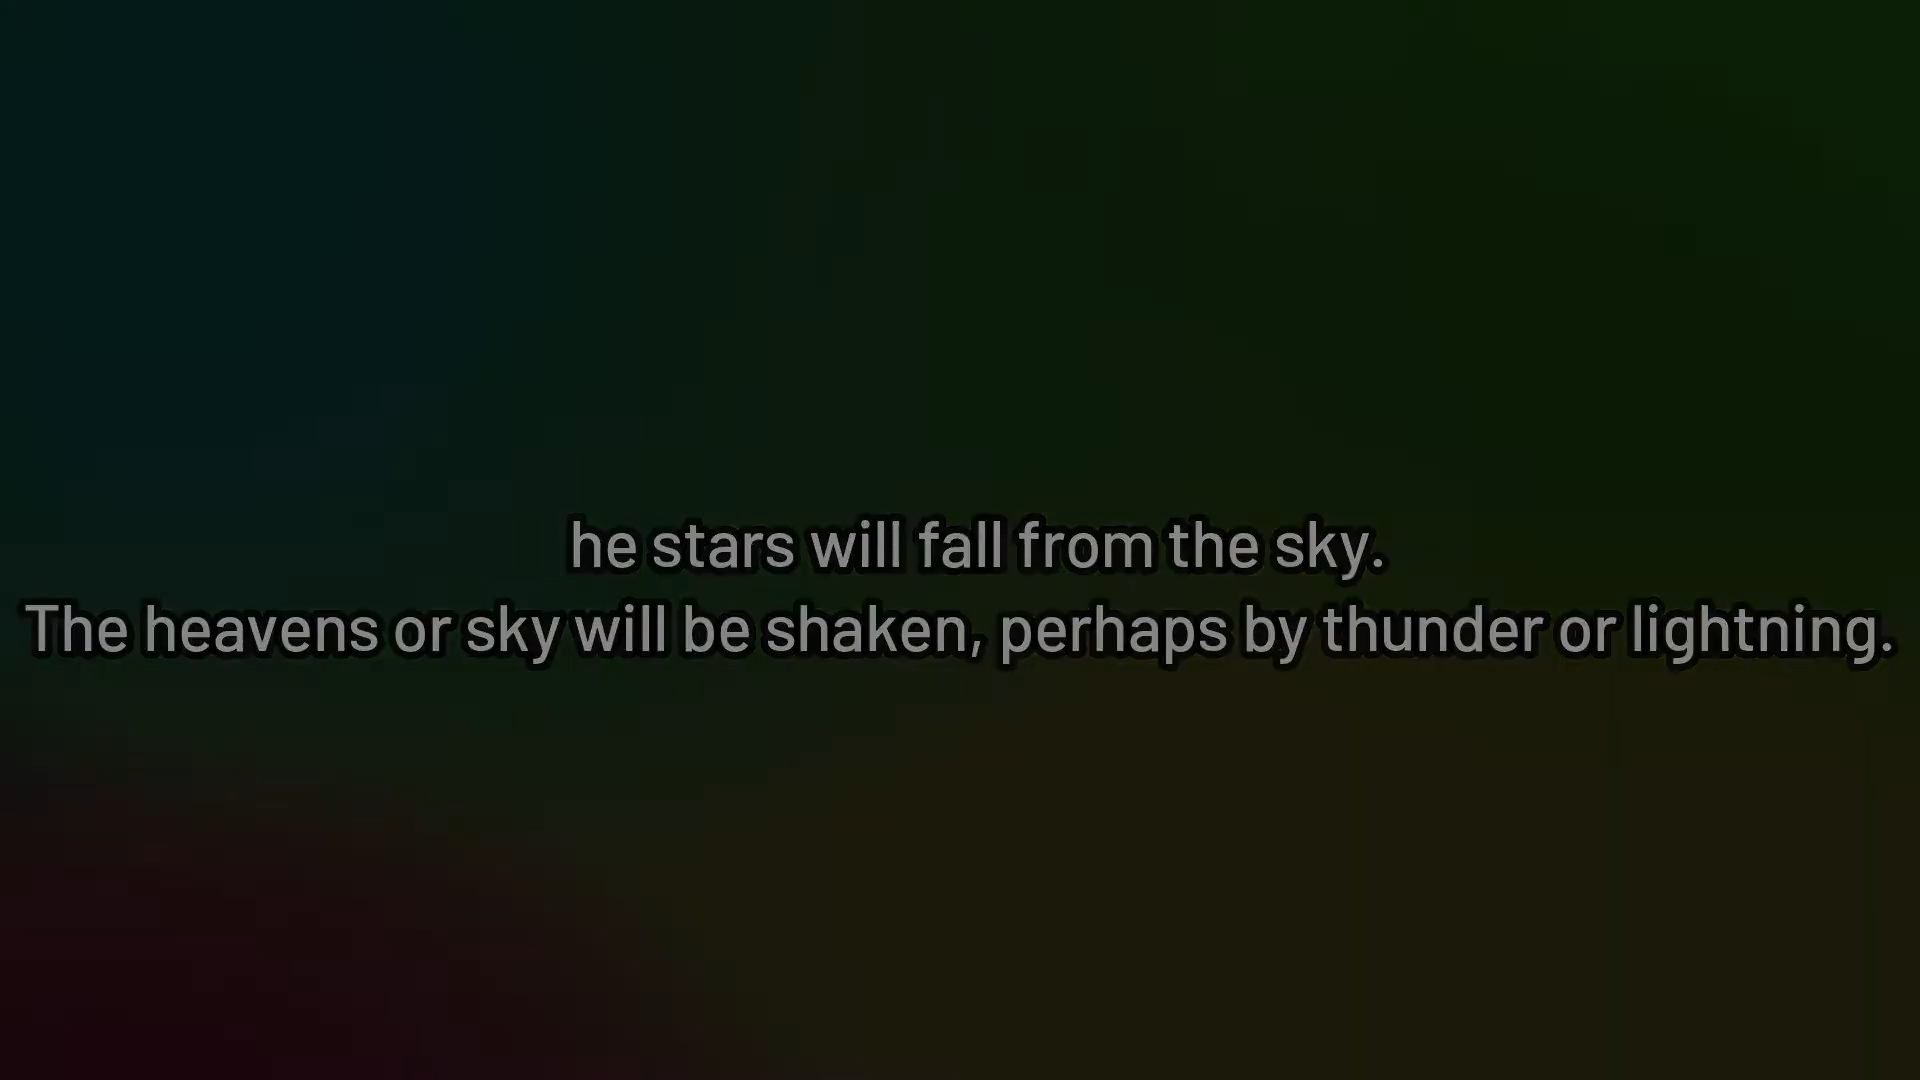 he stars will fall from the sky.
The heavens or sky will be shaken, perhaps by thunder or lightning.